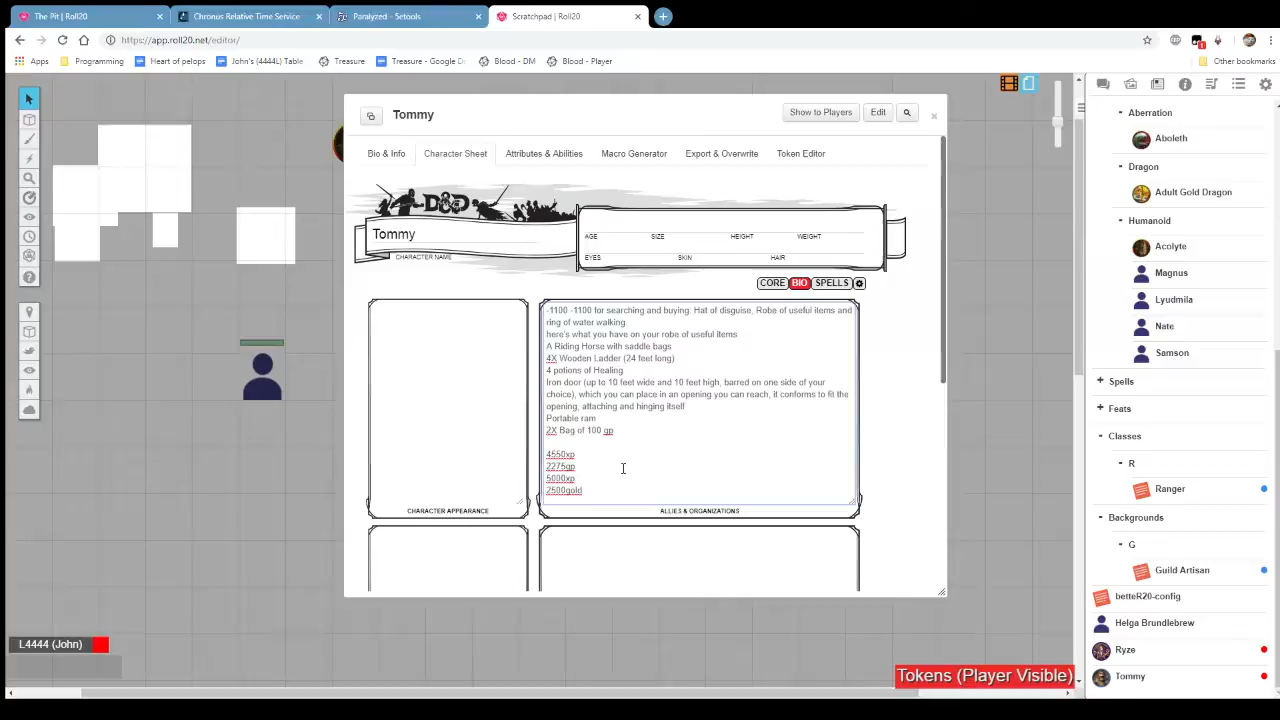 The Pit | Roll20
Chronus Relative Time Service
Paralyzed - 5etools
Scratchpad | Roll20
https://app.roll20.net/editor/
Apps
Programming
Heart of pelops
John's (4444L) Table
Treasure
Treasure - Google D
Blood - DM
Blood - Player
Other bookmarks
Tommy
Show to Players
Edit
Bio & Info
Character Sheet
Attributes & Abilities
Macro Generator
Export & Overwrite
Token Editor
D&D
Tommy
CHARACTER NAME
AGE
SIZE
HEIGHT
WEIGHT
EYES
SKIN
HAIR
CORE
BIO
SPELLS
-1100 -1100 for searching and buying: Hat of disguise, Robe of useful items and
ring of water walking.
here's what you have on your robe of useful items
A Riding Horse with saddle bags
4X Wooden Ladder (24 feet long)
4 potions of Healing
Iron door (up to 10 feet wide and 10 feet high, barred on one side of your
choice), which you can place in an opening you can reach, it conforms to fit the
opening, attaching and hinging itself
Portable ram
2X Bag of 100 gp
4550xp
2275gp
5000xp
2500gold
CHARACTER APPEARANCE
ALLIES & ORGANIZATIONS
Aberration
Aboleth
Dragon
Adult Gold Dragon
Humanoid
Acolyte
Magnus
Lyudmila
Nate
Samson
Spells
Feats
Classes
R
Ranger
Backgrounds
G
Guild Artisan
betteR20-config
Helga Brundlebrew
Ryze
Tommy
L4444 (John)
Tokens (Player Visible)
1